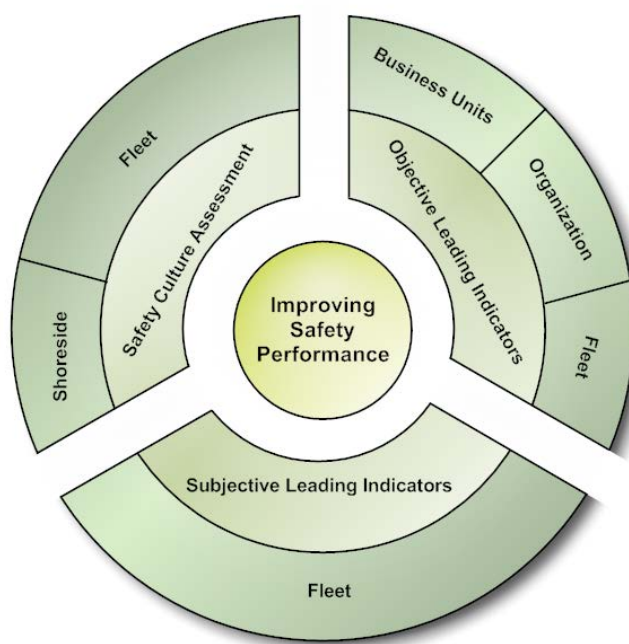 Fleet
Shoreside
Safety Culture Assessment
Business Units
Organization
Fleet
Objective Leading Indicators
Improving
Safety
Performance
Subjective Leading Indicators
Fleet